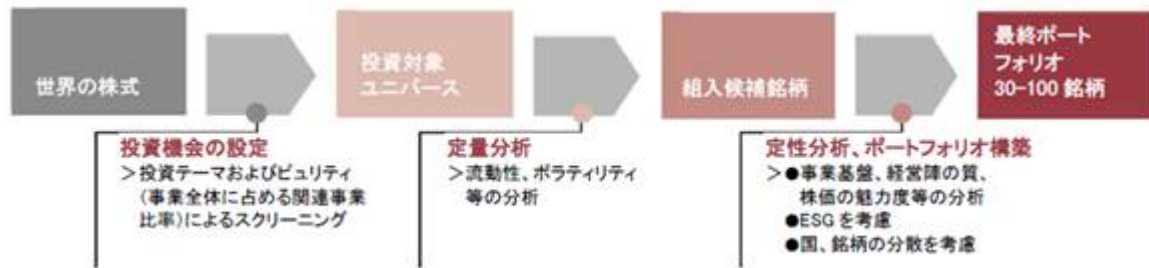 世界の株式
投資対象
ユニバース
組入候補銘柄
最終ポート
フォリオ
30-100 銘柄
投資機会の設定
＞投資テーマおよびピュリティ
（事業全体に占める関連事業
比率）によるスクリーニング
定量分析
＞流動性、ボラティリティ
等の分析
定性分析、ポートフォリオ構築
＞●事業基盤、経営陣の質、
株価の魅力度等の分析
●ESGを考慮
●国、銘柄の分散を考慮